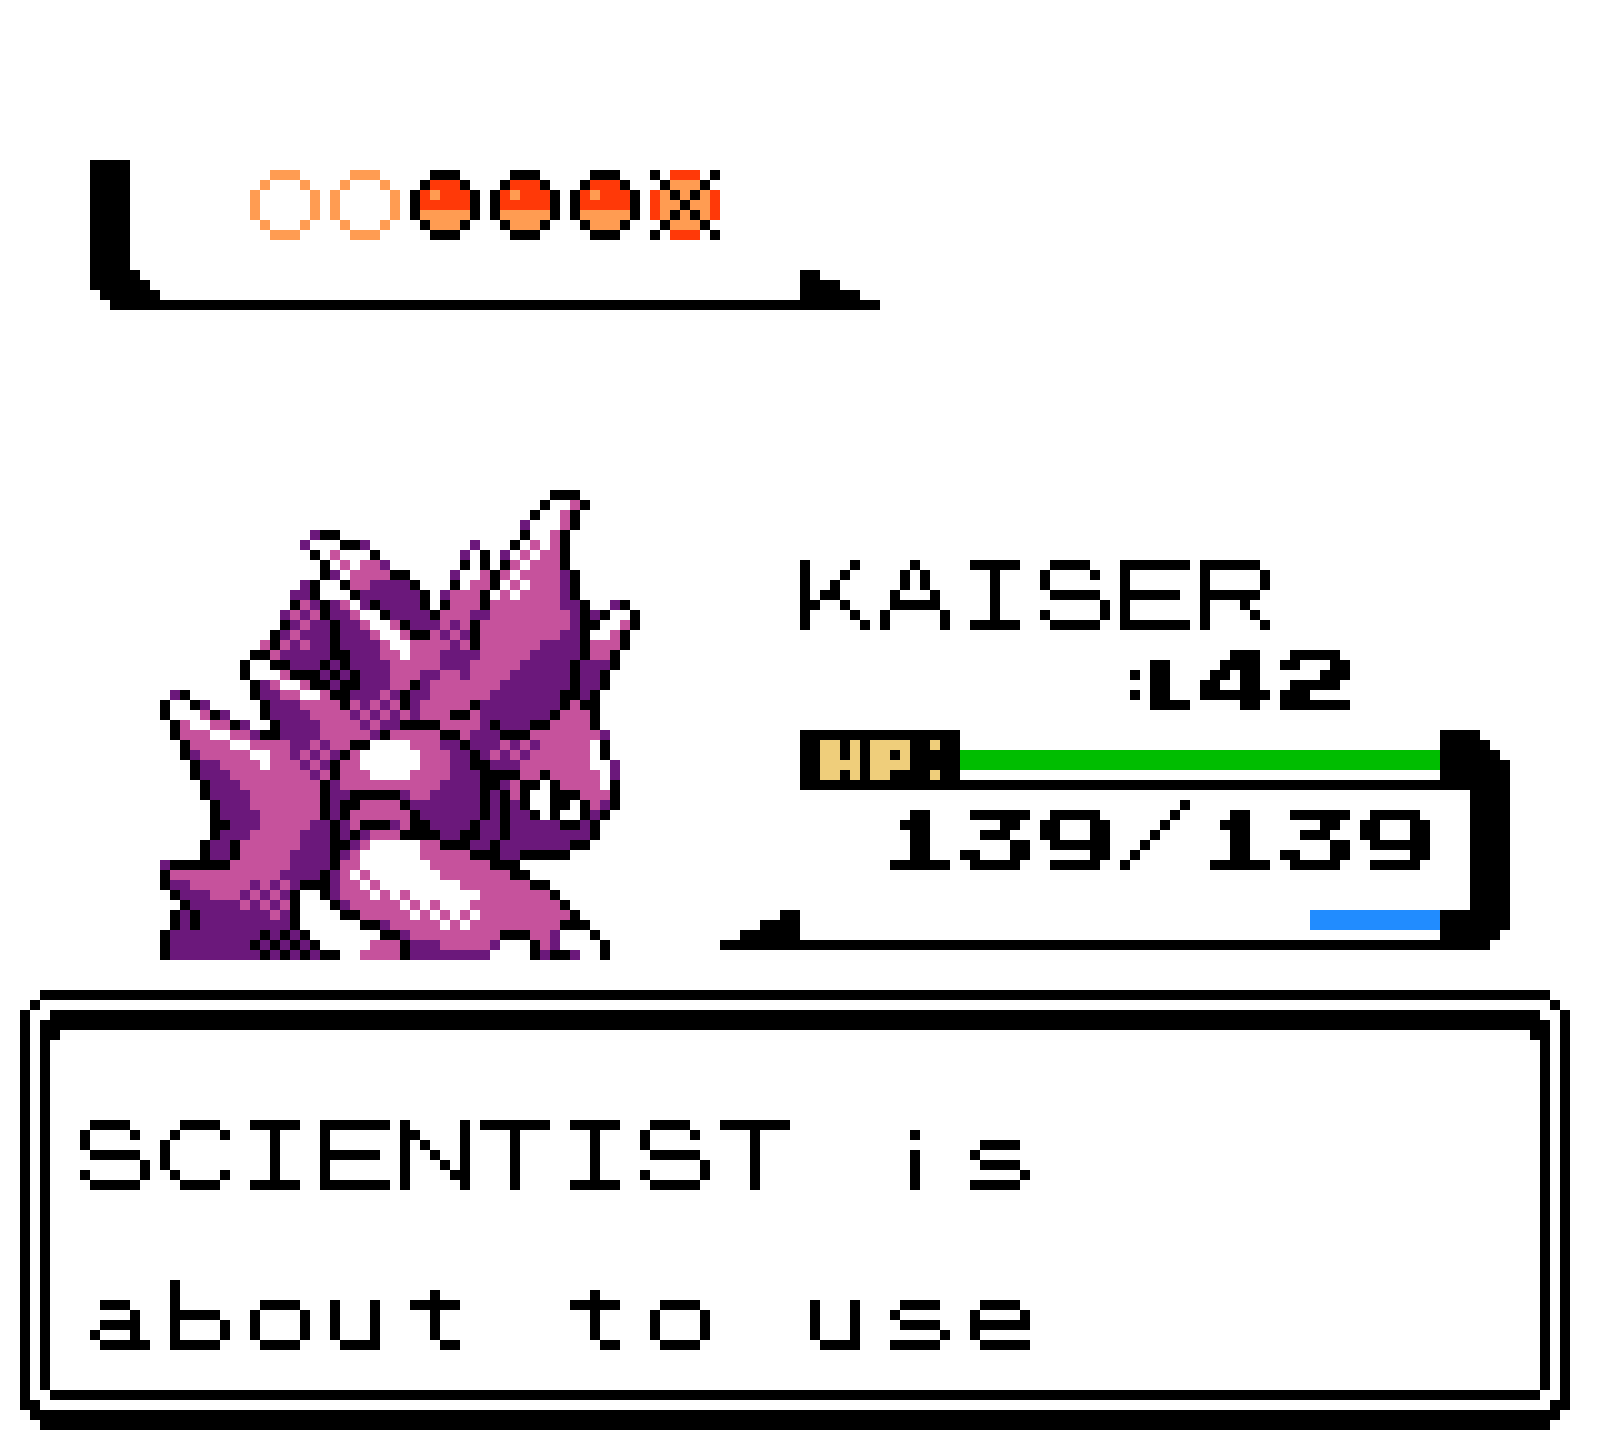 KAISER
:L42
HP:
139/139
SCIENTIST is
about to use